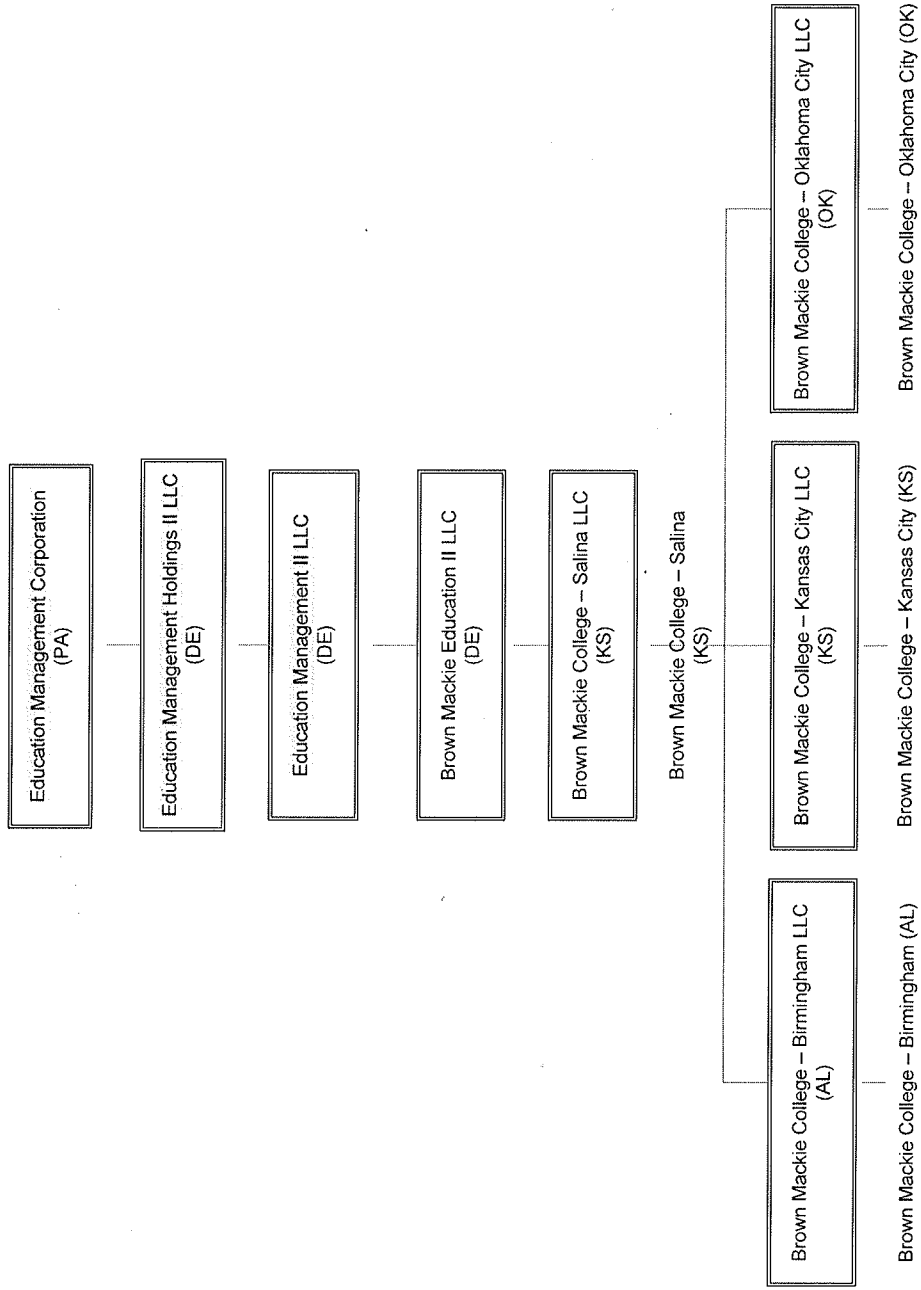 Education Management Corporation
(PA)
Education Management Holdings II LLC
(DE)
Education Management II LLC
(DE)
Brown Mackie Education II LLC
(DE)
Brown Mackie College – Salina LLC
(KS)
Brown Mackie College – Salina
(KS)
Brown Mackie College – Birmingham LLC
(AL)
Brown Mackie College – Kansas City LLC
(KS)
Brown Mackie College – Oklahoma City LLC
(OK)
Brown Mackie College – Birmingham (AL)
Brown Mackie College – Kansas City (KS)
Brown Mackie College – Oklahoma City (OK)